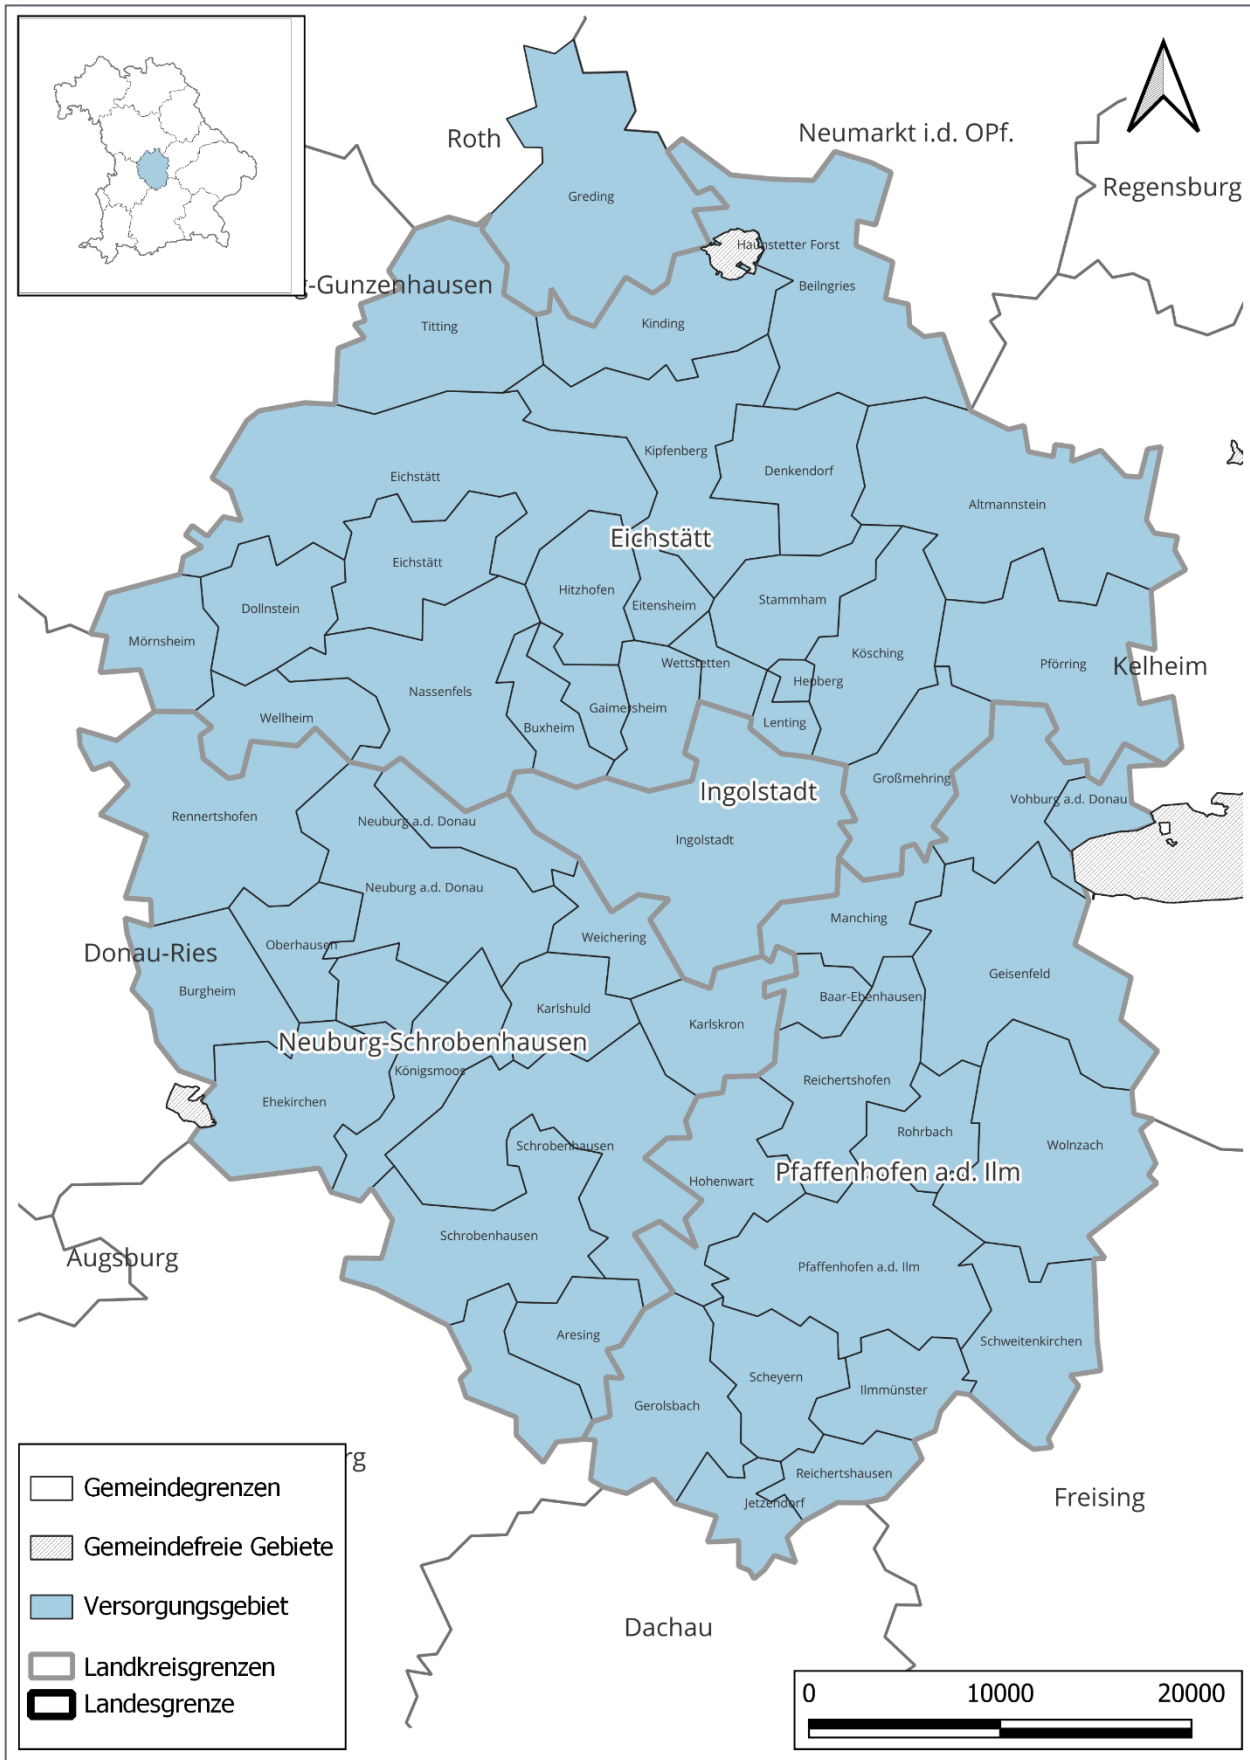 Roth
Neumarkt i.d. OPf.
Regensburg
Greding
Haunstetter Forst
Beilngries
g-Gunzenhausen
Titting
Kinding
Kipfenberg
Denkendorf
Eichstätt
Altmannstein
Eichstätt
Eichstätt
Hitzhofen
Eitensheim
Stammham
Dollnstein
Mörnsheim
Kösching
Pförring
Kelheim
Wettstetten
Hepberg
Nassenfels
Gaimersheim
Wellheim
Buxheim
Lenting
Großmehring
Ingolstadt
Vohburg a.d. Donau
Rennertshofen
Neuburg a.d. Donau
Ingolstadt
Neuburg a.d. Donau
Manching
Weichering
Oberhausen
Donau-Ries
Geisenfeld
Burgheim
Baar-Ebenhausen
Karlshuld
Karlskron
Neuburg-Schrobenhausen
Königsmoos
Reichertshofen
Ehekirchen
Rohrbach
Wolnzach
Schrobenhausen
Pfaffenhofen a.d. Ilm
Hohenwart
Schrobenhausen
Augsburg
Pfaffenhofen a.d. Ilm
Aresing
Schweitenkirchen
Scheyern
Ilmmünster
Gerolsbach
rg
Reichertshausen
Jetzendorf
Freising
Dachau
Gemeindegrenzen
Gemeindefreie Gebiete
Versorgungsgebiet
Landkreisgrenzen
Landesgrenze
0 10000 20000